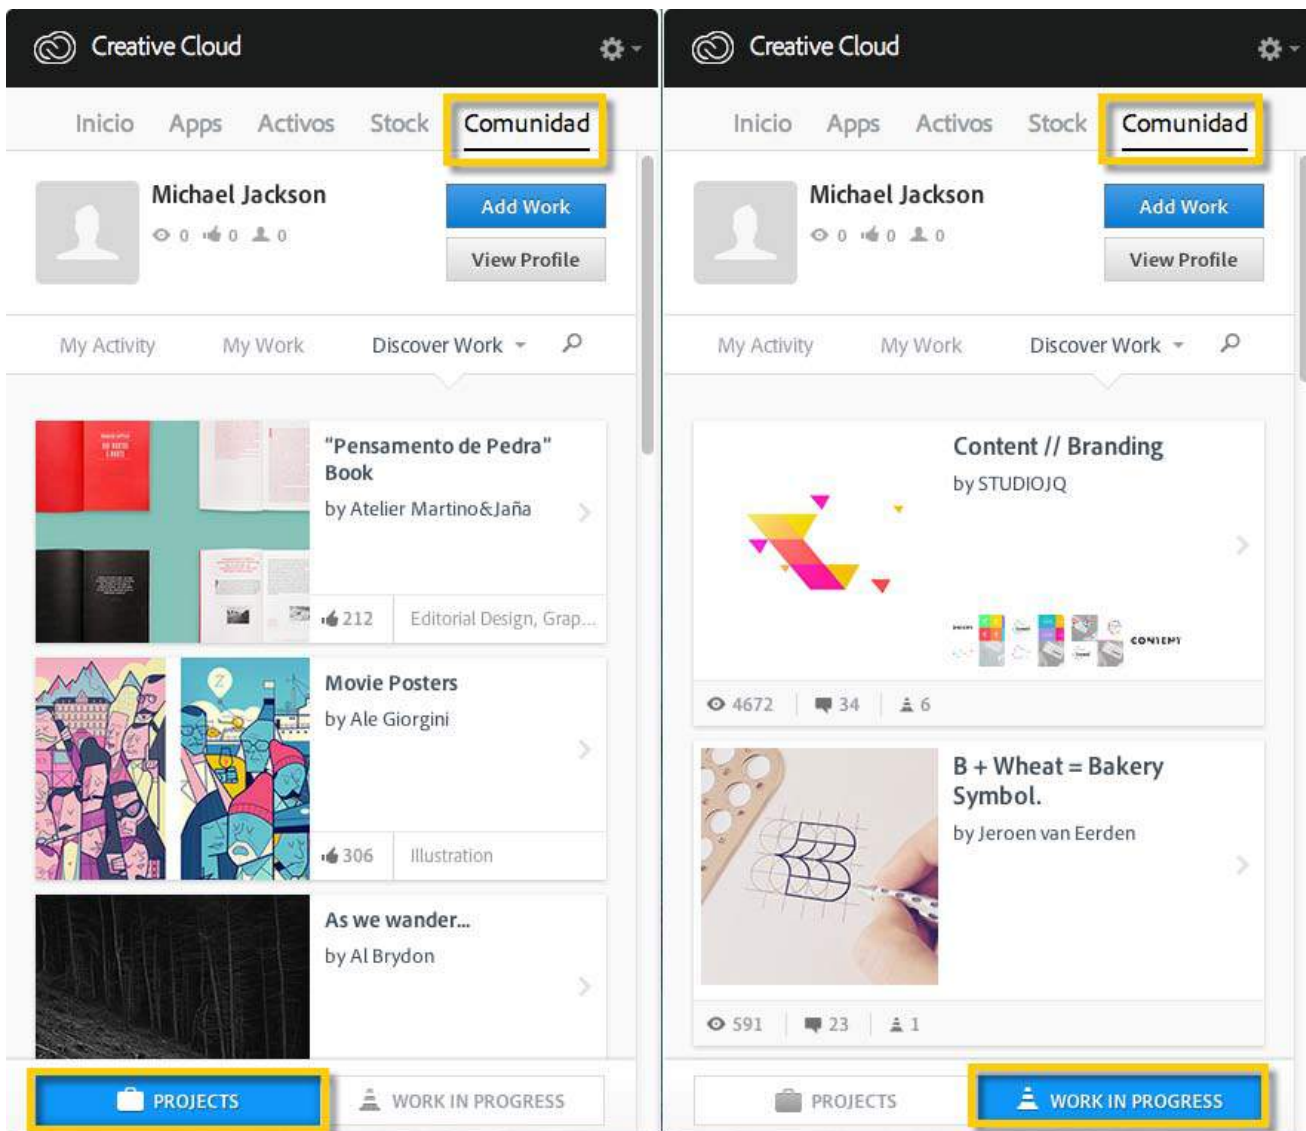 Creative Cloud
Inicio Apps Activos Stock Comunidad
Michael Jackson
Add Work
0 0 0
View Profile
My Activity My Work Discover Work
“Pensamento de Pedra”
Book
by Atelier Martino&Jaña
212 Editorial Design, Grap...
Movie Posters
by Ale Giorgini
306 Illustration
As we wander...
by Al Brydon
PROJECTS WORK IN PROGRESS
Creative Cloud
Inicio Apps Activos Stock Comunidad
Michael Jackson
Add Work
0 0 0
View Profile
My Activity My Work Discover Work
Content // Branding
by STUDIOJQ
CONTENT
4672 34 6
B + Wheat = Bakery
Symbol.
by Jeroen van Eerden
591 23 1
PROJECTS WORK IN PROGRESS